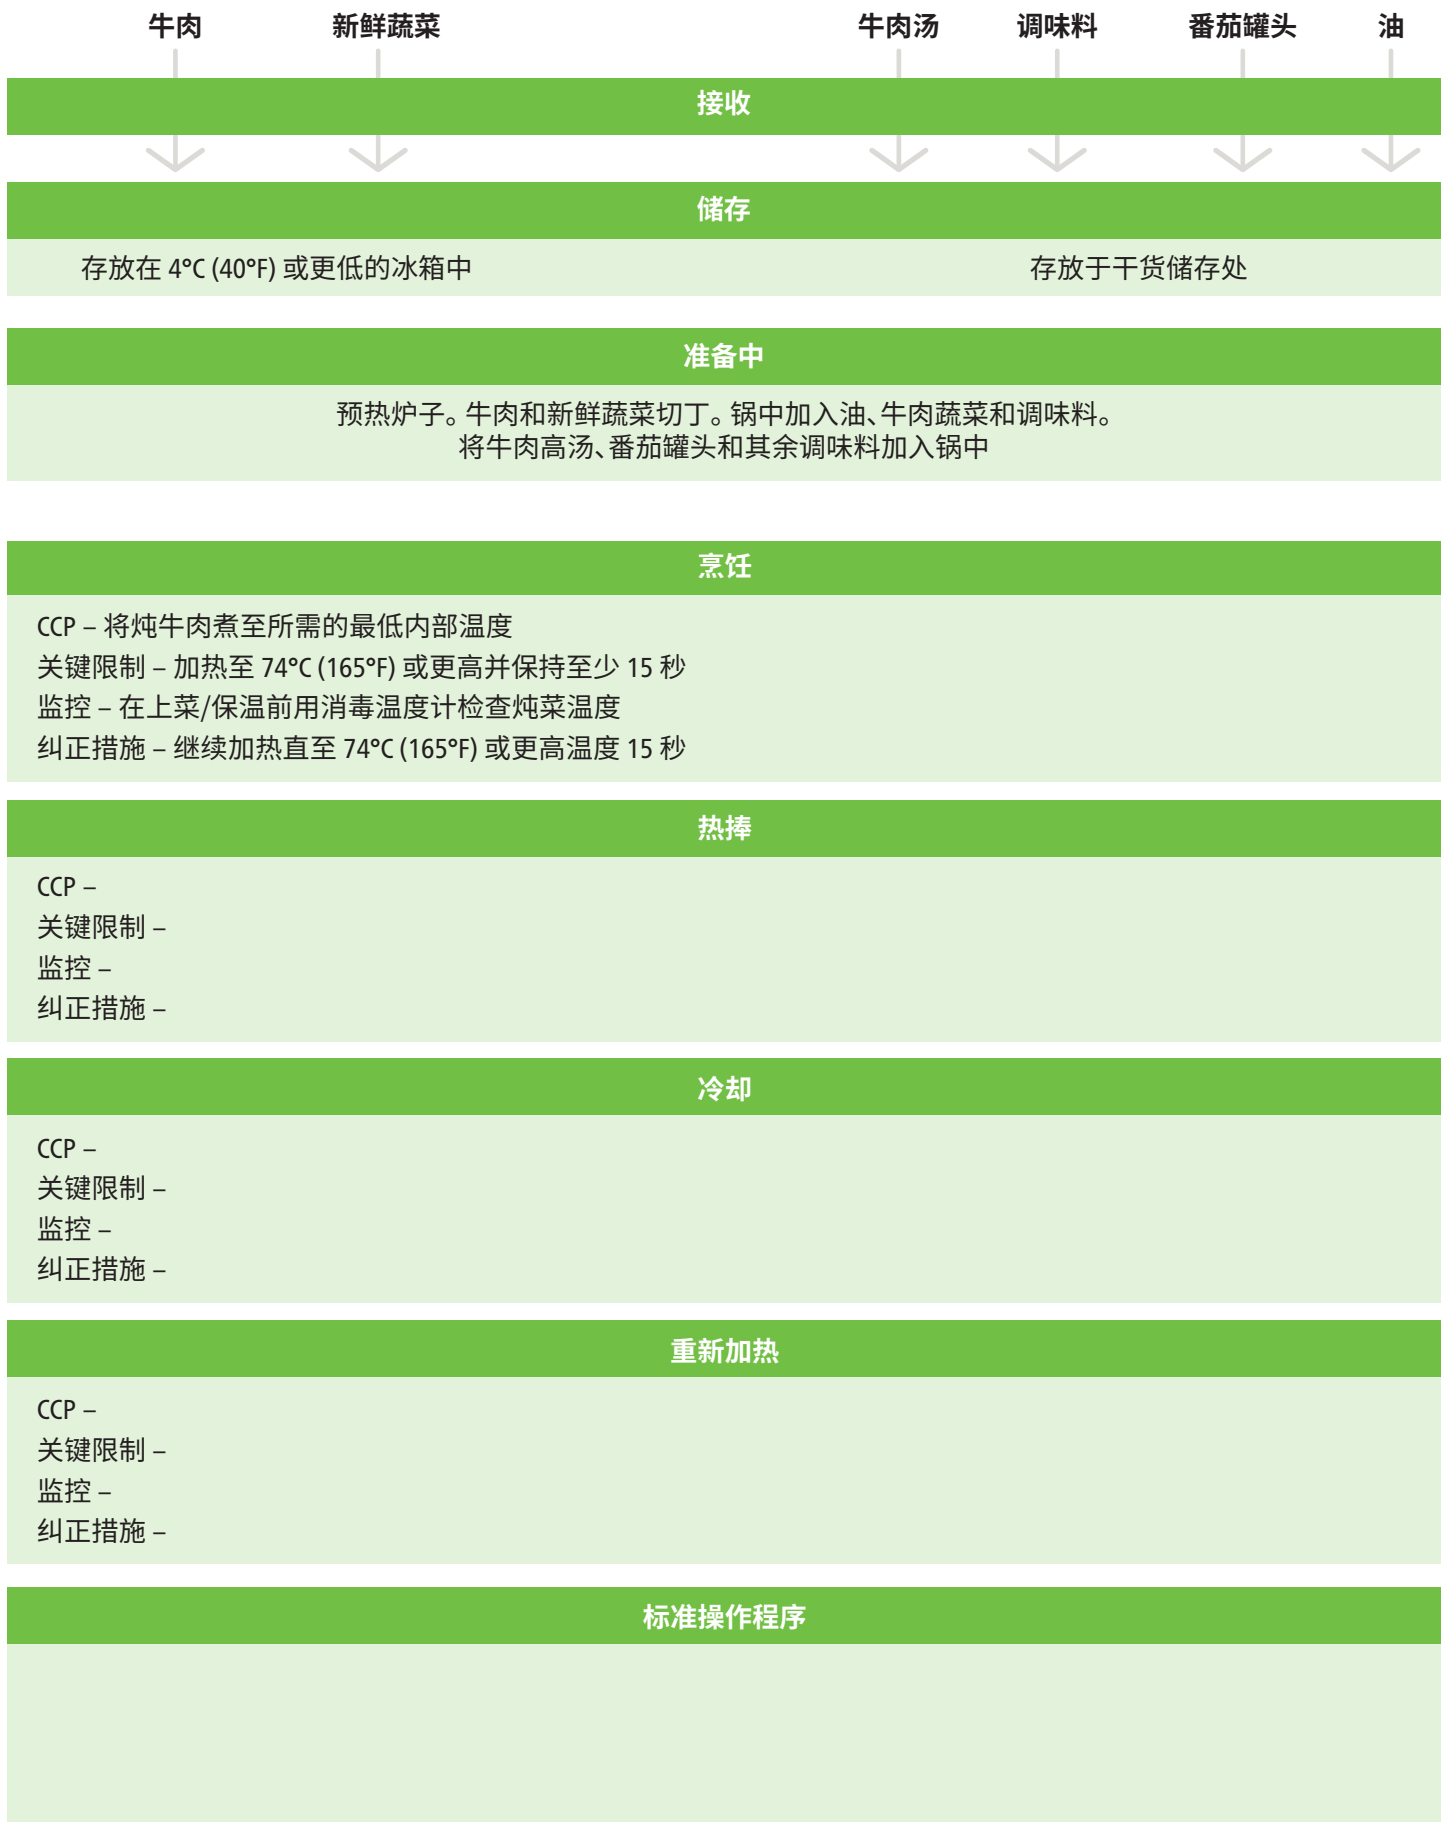 牛肉 新鲜蔬菜 牛肉汤 调味料 番茄罐头 油
接收
储存
存放在 4°C (40°F) 或更低的冰箱中 存放于干货储存处
准备中
预热炉子。牛肉和新鲜蔬菜切丁。锅中加入油、牛肉蔬菜和调味料。
将牛肉高汤、番茄罐头和其余调味料加入锅中
烹饪
CCP – 将炖牛肉煮至所需的最低内部温度
关键限制 – 加热至 74°C (165°F) 或更高并保持至少 15 秒
监控 – 在上菜/保温前用消毒温度计检查炖菜温度
纠正措施 – 继续加热直至 74°C (165°F) 或更高温度 15 秒
热捧
CCP –
关键限制 –
监控 –
纠正措施 –
冷却
CCP –
关键限制 –
监控 –
纠正措施 –
重新加热
CCP –
关键限制 –
监控 –
纠正措施 –
标准操作程序